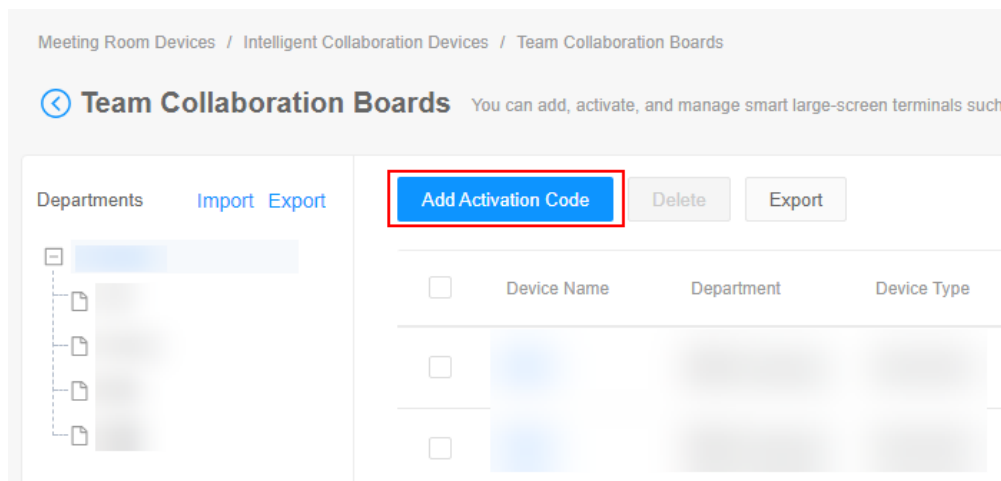 Meeting Room Devices / Intelligent Collaboration Devices / Team Collaboration Boards
Team Collaboration Boards You can add, activate, and manage smart large-screen terminals such
Departments Import Export
Add Activation Code Delete Export
Device Name Department Device Type